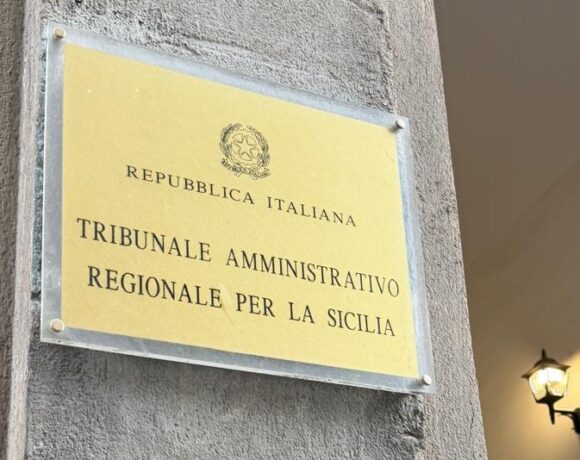 REPUBBLICA ITALIANA
TRIBUNALE AMMINISTRATIVO
REGIONALE PER LA SICILIA